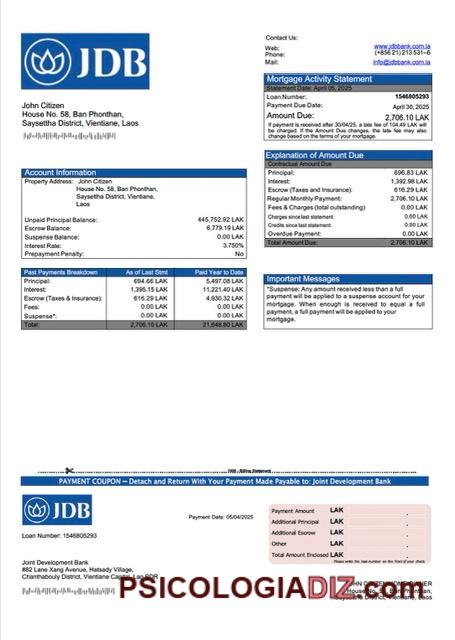 JDB
Contact Us:
Web: www.jdbbank.com.la
Phone: (+856 21) 213 531–6
Mail: info@jdbbank.com.la
Mortgage Activity Statement
Statement Date: April 05, 2025
Loan Number: 1546805293
Payment Due Date: April 30, 2025
Amount Due: 2,706.10 LAK
If payment is received after 30/04/25, a late fee of 104.49 LAK will
be charged. If the Amount Due changes, the late fee may also
change based on the terms of your mortgage.
John Citizen
House No. 58, Ban Phonthan,
Saysettha District, Vientiane, Laos
Explanation of Amount Due
Contractual Amount Due
Principal: 696.83 LAK
Interest: 1,392.98 LAK
Escrow (Taxes and Insurance): 616.29 LAK
Regular Monthly Payment: 2,706.10 LAK
Fees & Charges (total outstanding) 0.00 LAK
Charges since last statement: 0.00 LAK
Credits since last statement: 0.00 LAK
Overdue Payment: 0.00 LAK
Total Amount Due: 2,706.10 LAK
Account Information
Property Address: John Citizen
House No. 58, Ban Phonthan,
Saysettha District, Vientiane,
Laos
Unpaid Principal Balance: 445,752.92 LAK
Escrow Balance: 6,779.19 LAK
Suspense Balance: 0.00 LAK
Interest Rate: 3.750%
Prepayment Penalty: No
Past Payments Breakdown As of Last Stmt Paid Year to Date
Principal: 694.66 LAK 5,497.08 LAK
Interest: 1,395.15 LAK 11,221.40 LAK
Escrow (Taxes & Insurance): 616.29 LAK 4,930.32 LAK
Fees: 0.00 LAK 0.00 LAK
Suspense*: 0.00 LAK 0.00 LAK
Total: 2,706.10 LAK 21,648.80 LAK
Important Messages
*Suspense: Any amount received less than a full
payment will be applied to a suspense account for your
mortgage. When enough is received to equal a full
payment, a full payment will be applied to your
mortgage.
PAYMENT COUPON – Detach and Return With Your Payment Made Payable to: Joint Development Bank
JDB
Payment Date: 05/04/2025
Loan Number: 1546805293
Payment Amount LAK
Additional Principal LAK
Additional Escrow LAK
Other LAK
Total Amount Enclosed LAK
Please write the loan number on the front of your check
Joint Development Bank
#82 Lane Xang Avenue, Hatsady Village,
Chanthabouly District, Vientiane Capital, Lao PDR
PSICOLOGIADIZ.com